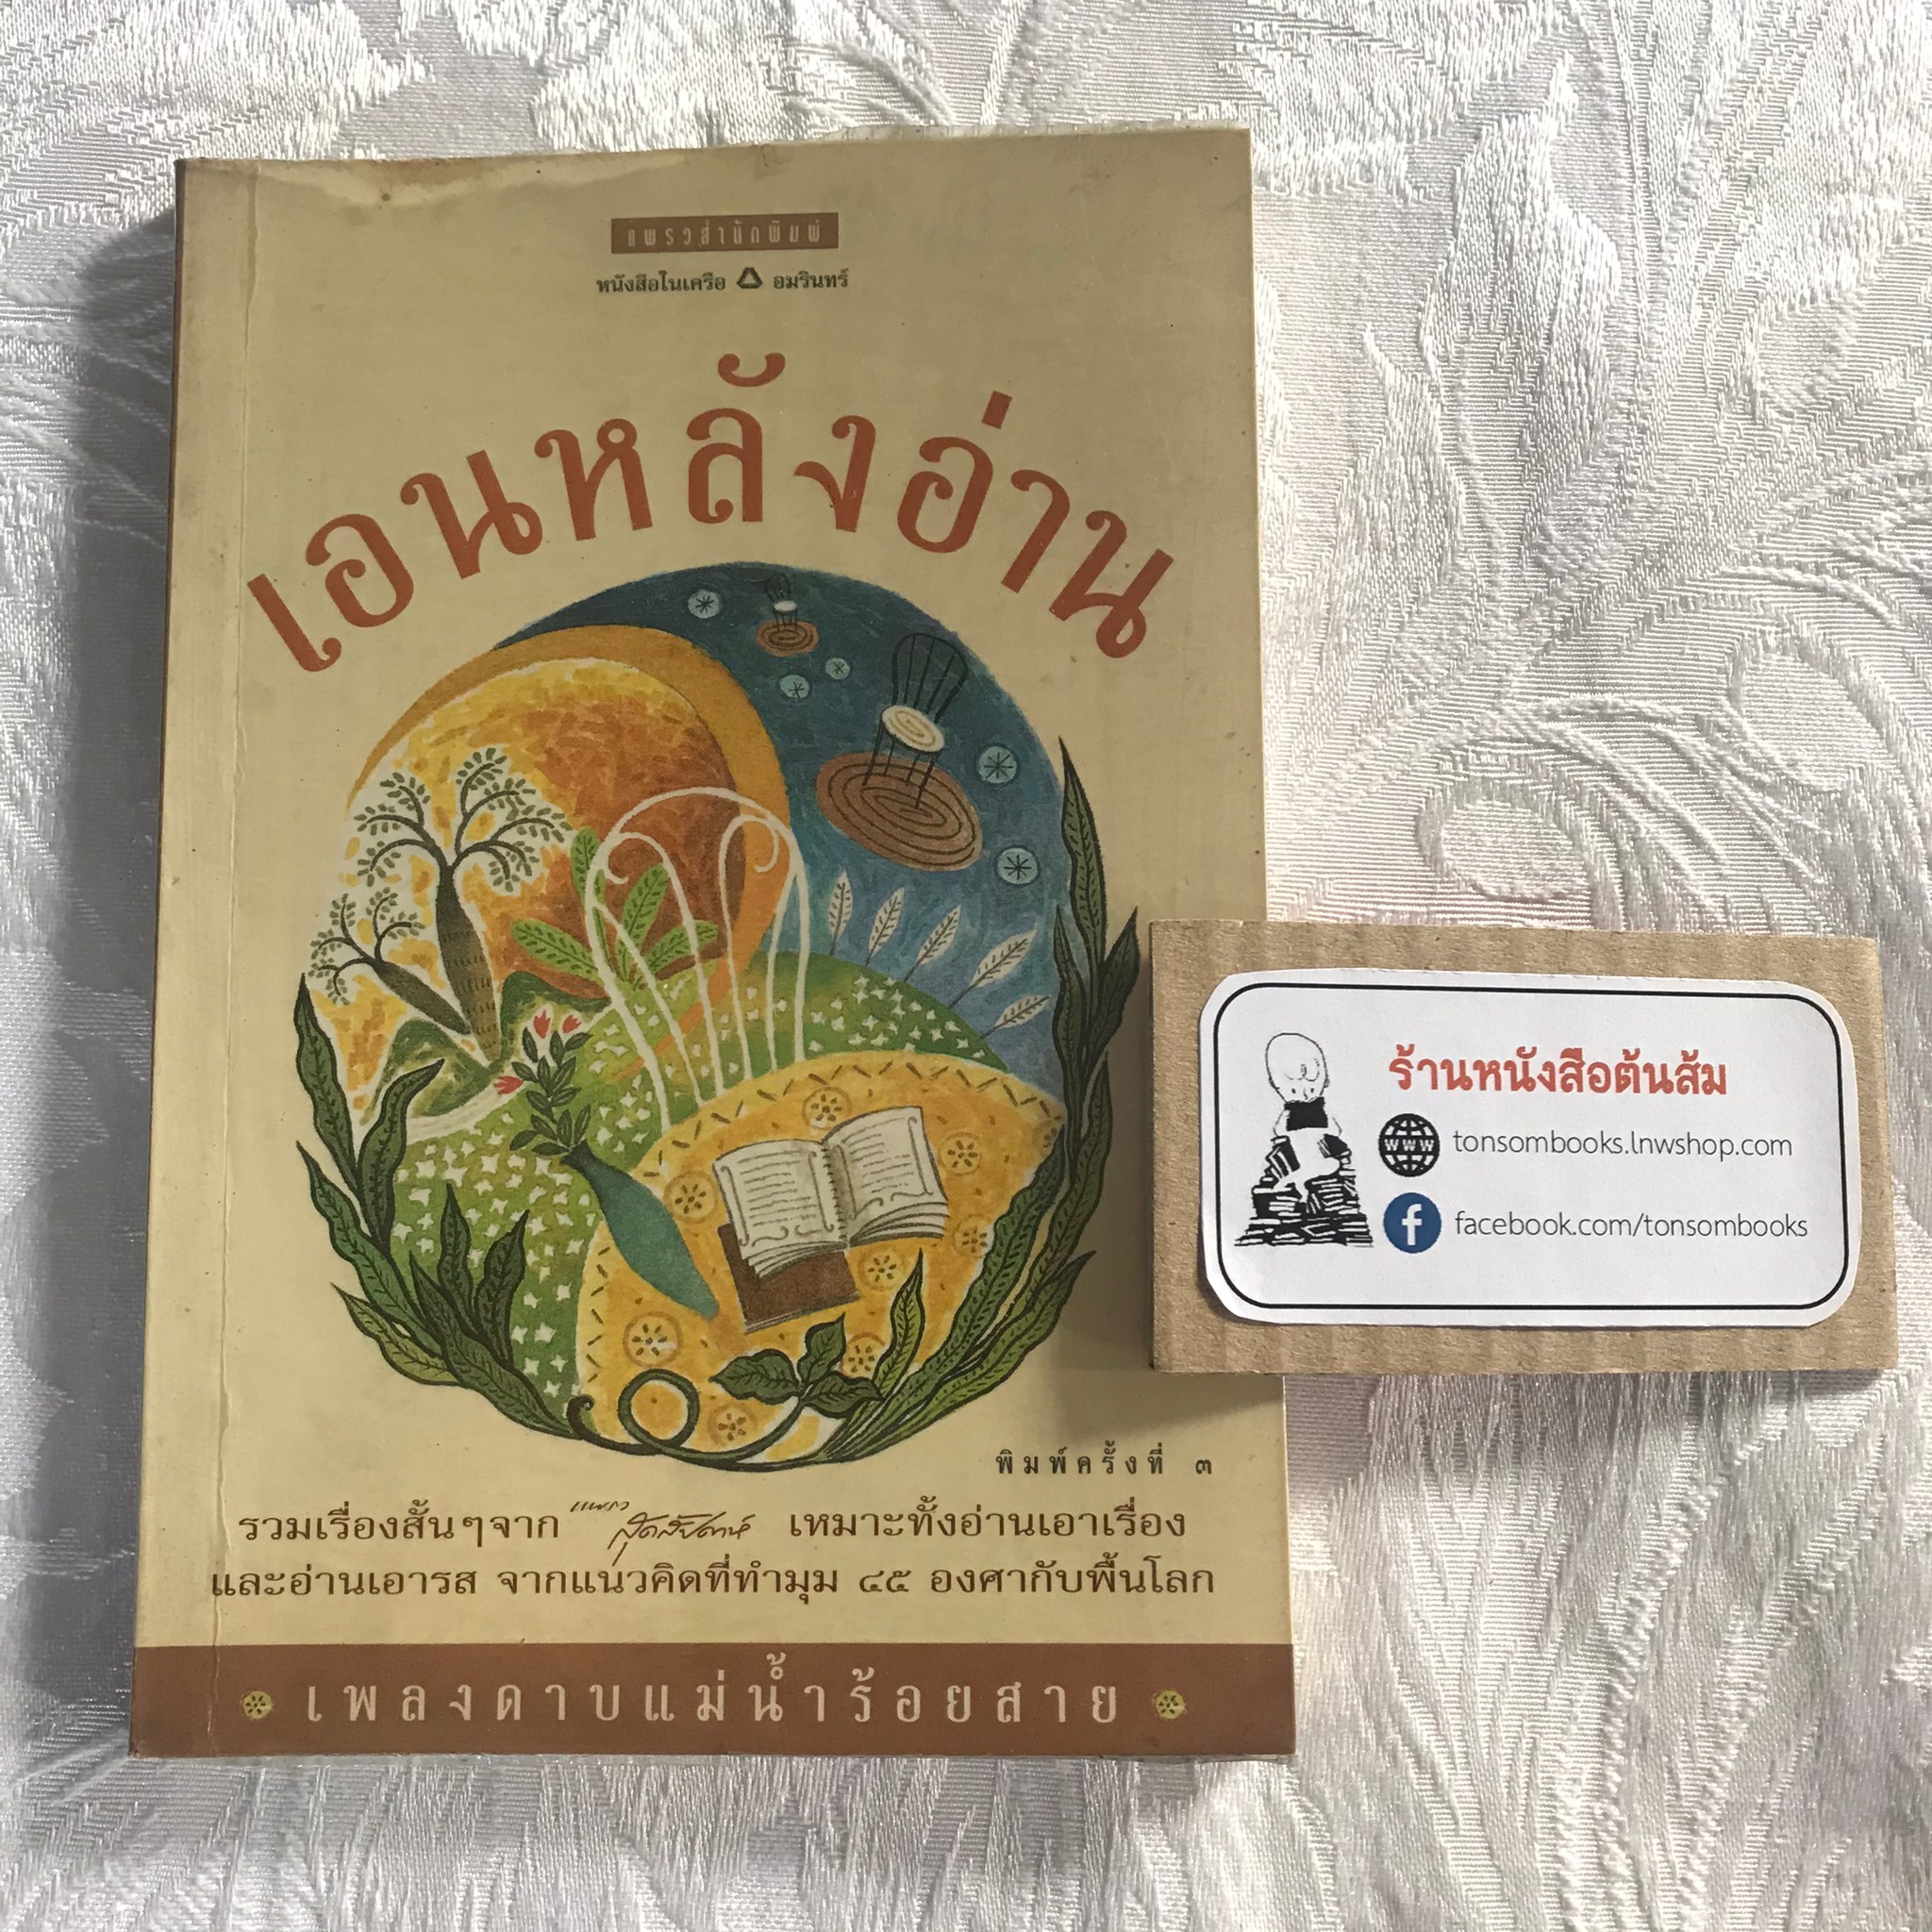 แพรวสำนักพิมพ์
หนังสือในเครือ อมรินทร์
เอนหลังอ่าน
พิมพ์ครั้งที่ ๓
รวมเรื่องสั้นๆจาก แพรว สุดสัปดาห์ เหมาะทั้งอ่านเอาเรื่อง
และอ่านเอารส จากแนวคิดที่ทำมุม ๔๕ องศากับพื้นโลก
เพลงดาบแม่น้ำร้อยสาย
ร้านหนังสือต้นส้ม
www tonsombooks.lnwshop.com
f facebook.com/tonsombooks